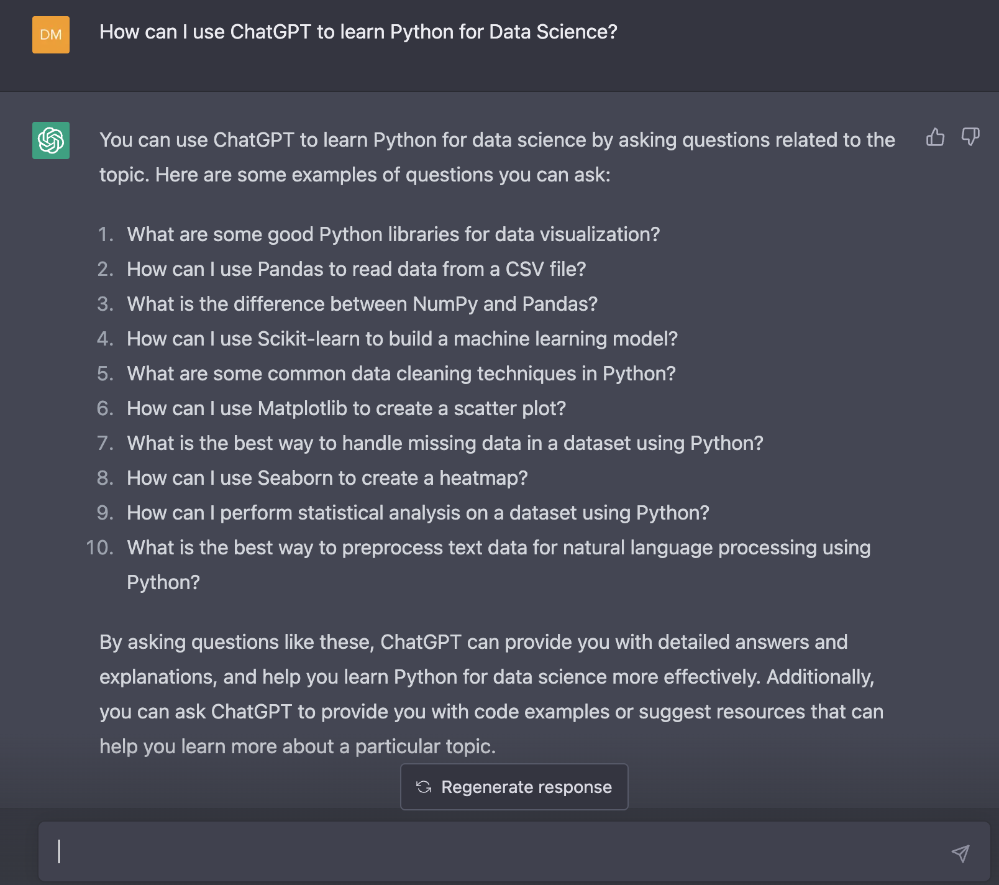 DM
How can I use ChatGPT to learn Python for Data Science?
You can use ChatGPT to learn Python for data science by asking questions related to the
topic. Here are some examples of questions you can ask:
1. What are some good Python libraries for data visualization?
2. How can I use Pandas to read data from a CSV file?
3. What is the difference between NumPy and Pandas?
4. How can I use Scikit-learn to build a machine learning model?
5. What are some common data cleaning techniques in Python?
6. How can I use Matplotlib to create a scatter plot?
7. What is the best way to handle missing data in a dataset using Python?
8. How can I use Seaborn to create a heatmap?
9. How can I perform statistical analysis on a dataset using Python?
10. What is the best way to preprocess text data for natural language processing using
Python?
By asking questions like these, ChatGPT can provide you with detailed answers and
explanations, and help you learn Python for data science more effectively. Additionally,
you can ask ChatGPT to provide you with code examples or suggest resources that can
help you learn more about a particular topic.
Regenerate response